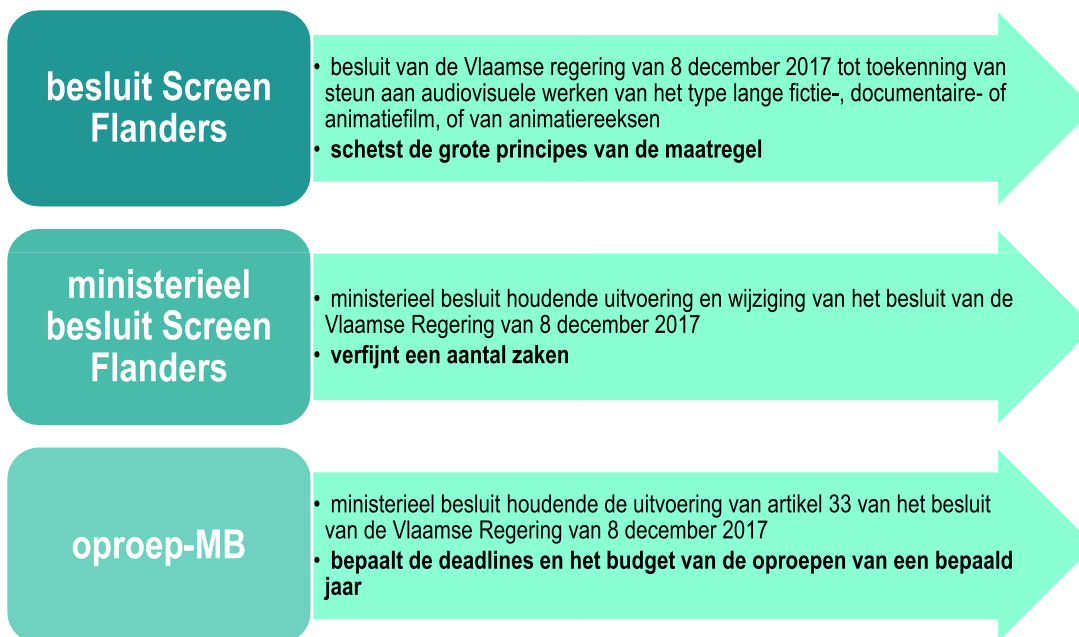 besluit Screen
Flanders
• besluit van de Vlaamse regering van 8 december 2017 tot toekenning van
steun aan audiovisuele werken van het type lange fictie-, documentaire- of
animatiefilm, of van animatiereeksen
• schetst de grote principes van de maatregel
ministerieel
besluit Screen
Flanders
• ministerieel besluit houdende uitvoering en wijziging van het besluit van de
Vlaamse Regering van 8 december 2017
• verfijnt een aantal zaken
oproep-MB
• ministerieel besluit houdende de uitvoering van artikel 33 van het besluit
van de Vlaamse Regering van 8 december 2017
• bepaalt de deadlines en het budget van de oproepen van een bepaald
jaar